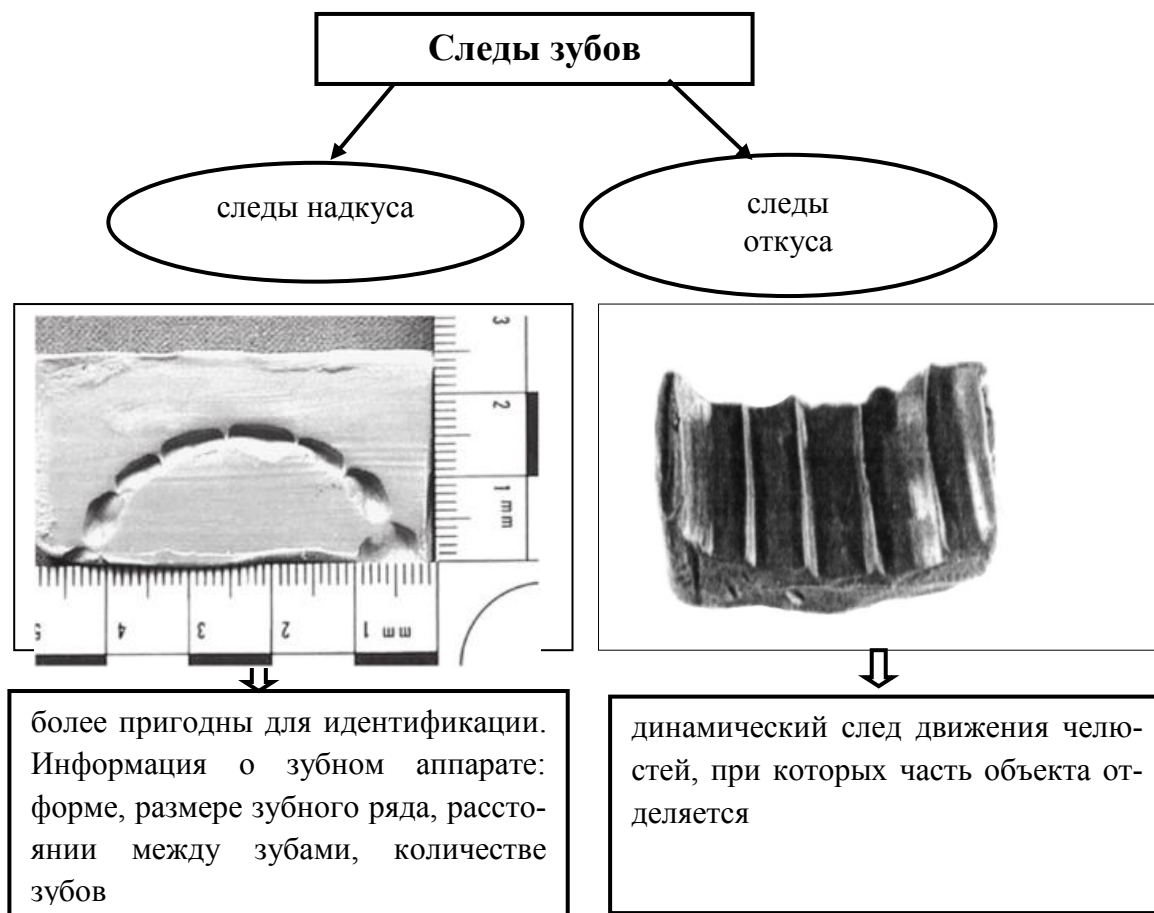 Следы зубов
следы надкуса
следы
откуса
3
2
1 mm
5
4
3
2
1 mm
более пригодны для идентификации.
Информация о зубном аппарате:
форме, размере зубного ряда, рассто-
янии между зубами, количестве
зубов
динамический след движения челю-
стей, при которых часть объекта от-
деляется